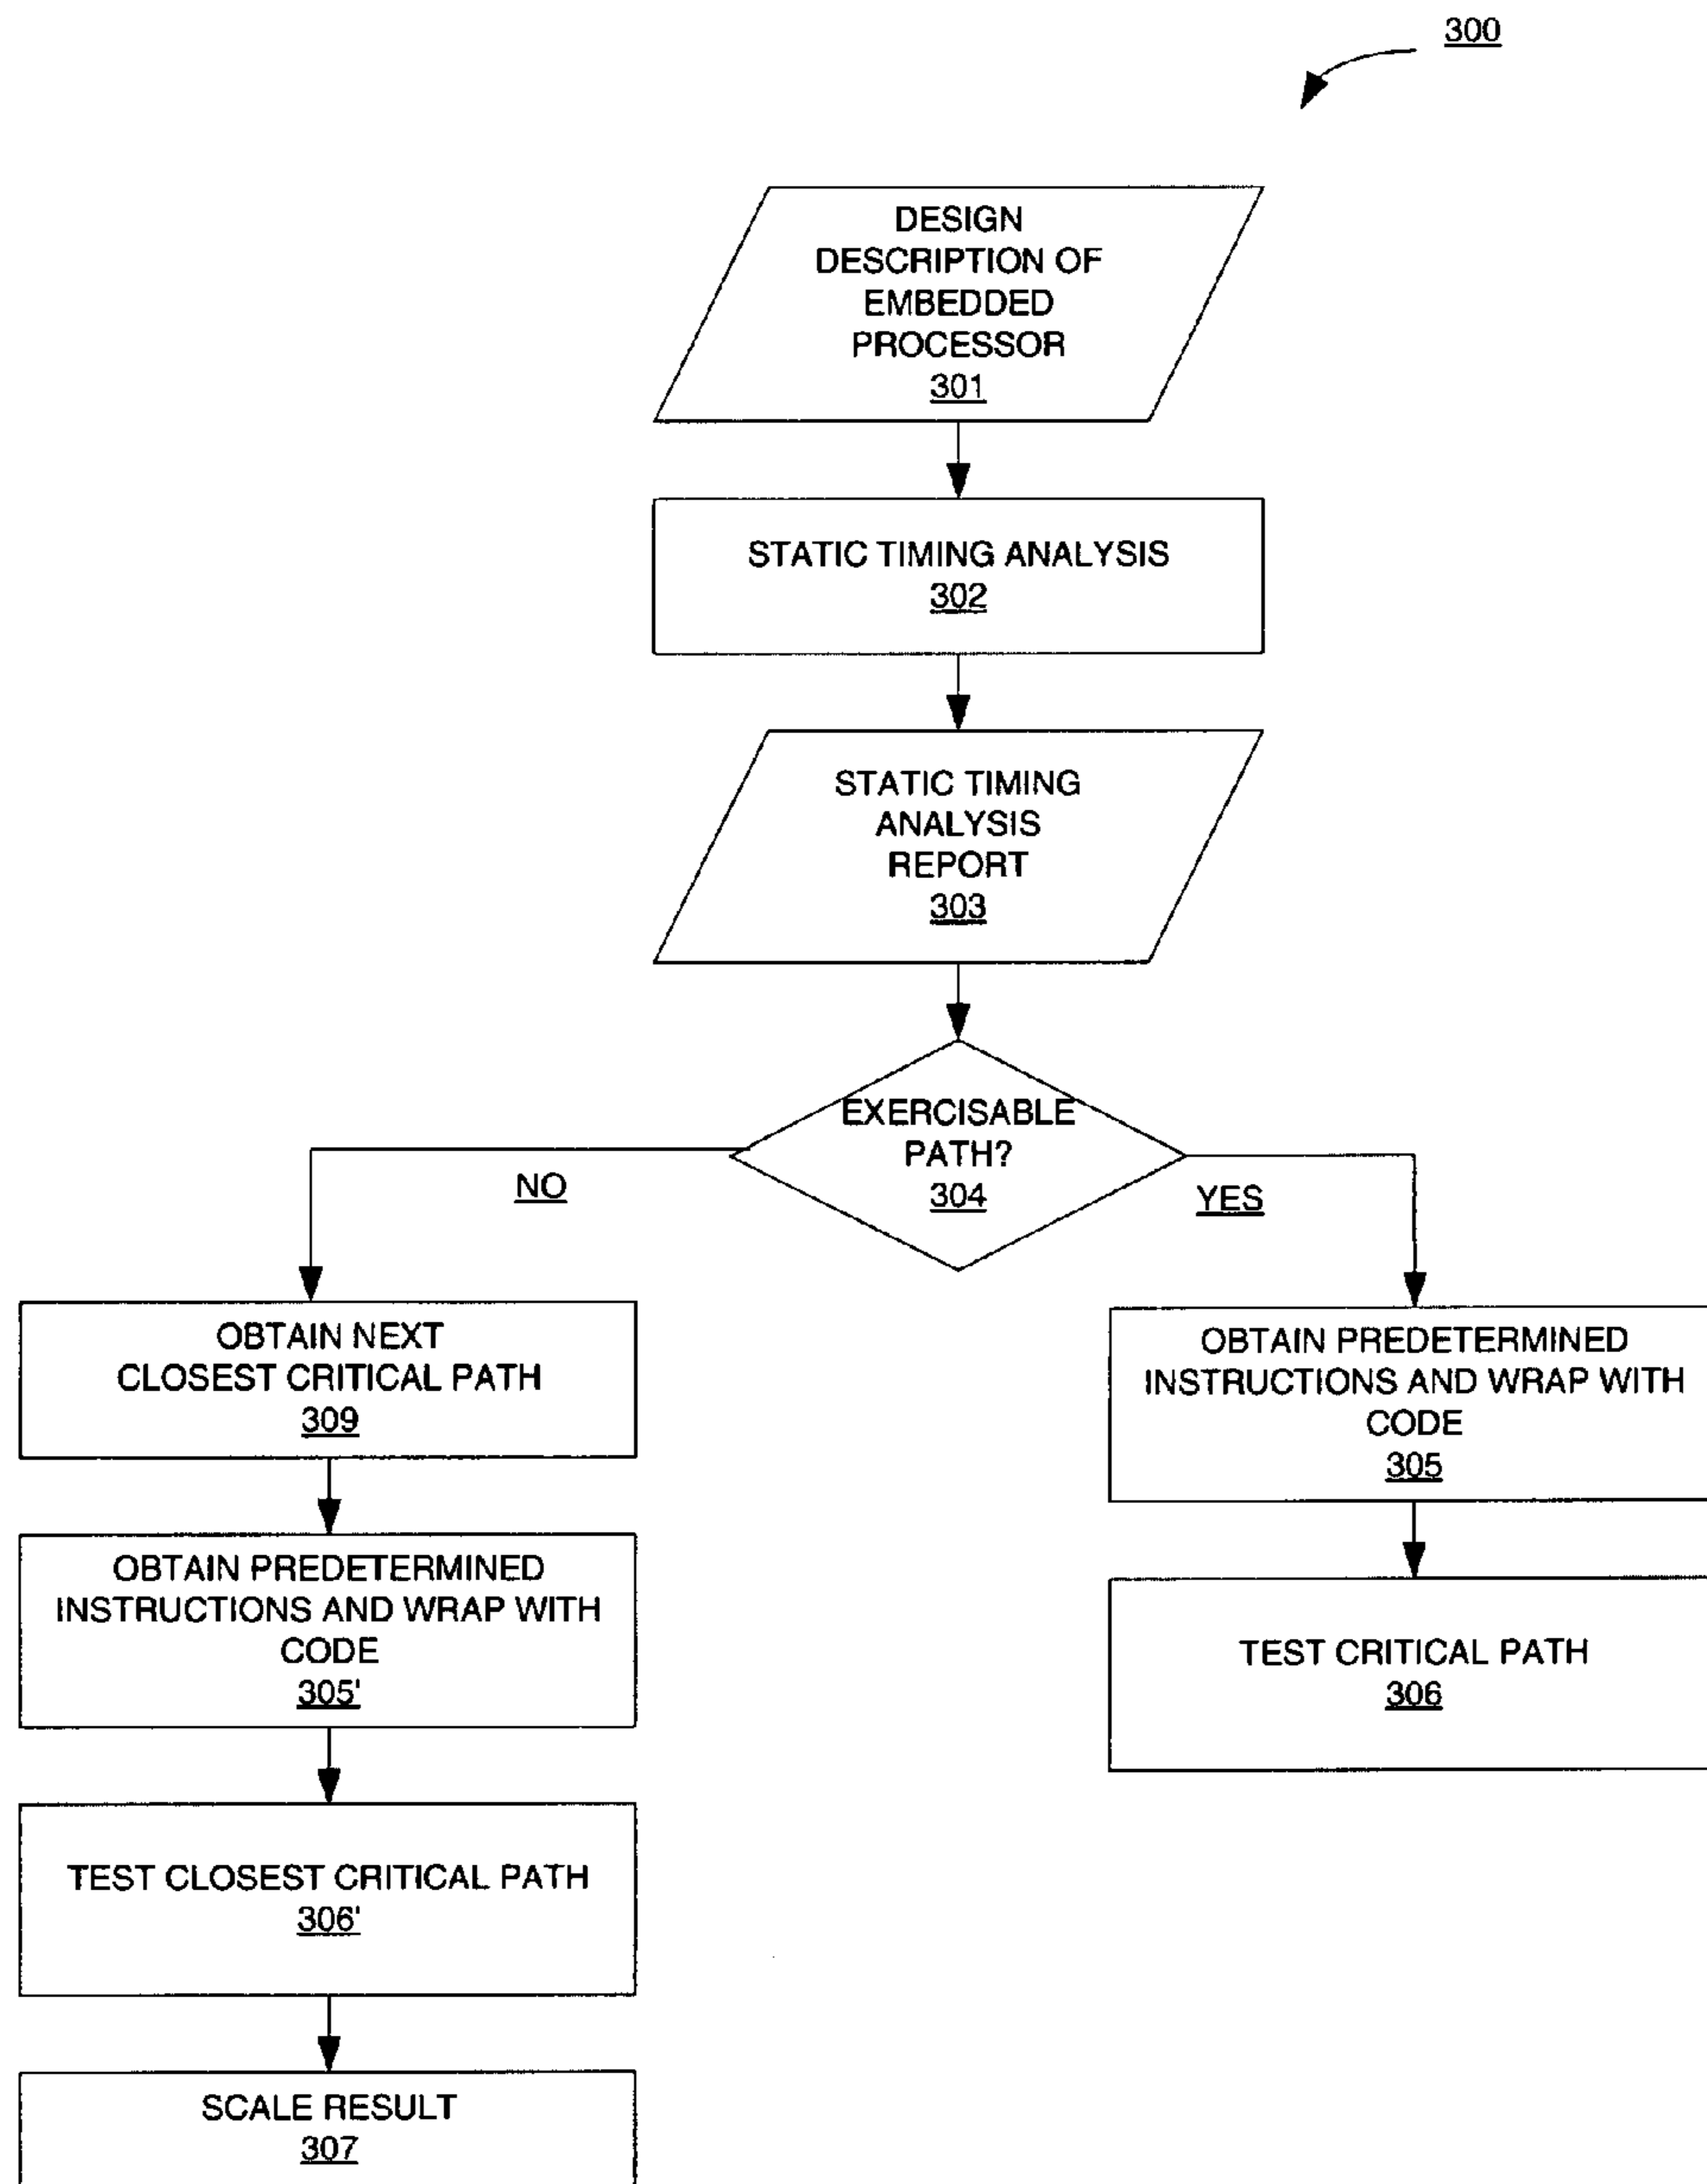 300
DESIGN
DESCRIPTION OF
EMBEDDED
PROCESSOR
301
STATIC TIMING ANALYSIS
302
STATIC TIMING
ANALYSIS
REPORT
303
EXERCISABLE
PATH?
304
NO
YES
OBTAIN NEXT
CLOSEST CRITICAL PATH
309
OBTAIN PREDETERMINED
INSTRUCTIONS AND WRAP WITH
CODE
305'
TEST CLOSEST CRITICAL PATH
306'
SCALE RESULT
307
OBTAIN PREDETERMINED
INSTRUCTIONS AND WRAP WITH
CODE
305
TEST CRITICAL PATH
306